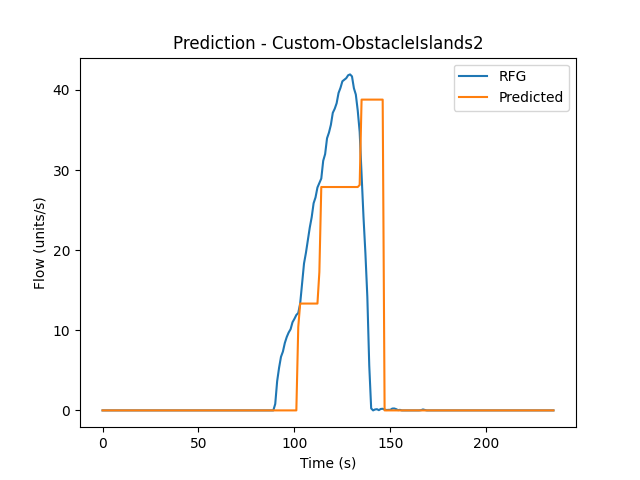 Prediction - Custom-ObstacleIslands2
RFG
Predicted
Flow (units/s)
40
30
20
10
0
0 50 100 150 200
Time (s)